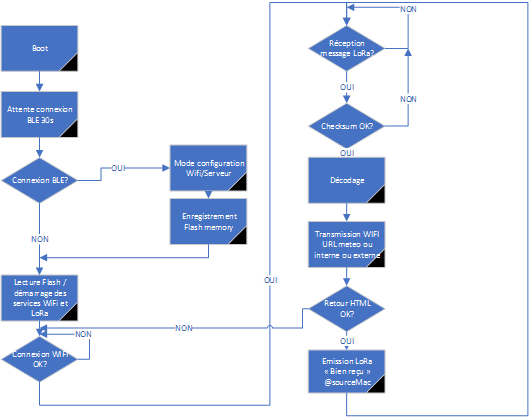 Boot
Attente connexion
BLE 30s
Connexion BLE?
OUI
Mode configuration
Wifi/Serveur
Enregistrement
Flash memory
NON
Lecture Flash /
démarrage des
services WiFi et
LoRa
NON
Connexion WIFI
OK?
OUI
NON
Réception
message LoRa?
OUI
NON
Checksum OK?
OUI
Décodage
Transmission WIFI
URL meteo ou
interne ou externe
Retour HTML
OK?
NON
OUI
Emission LoRa
« Bien reçu »
@sourceMac